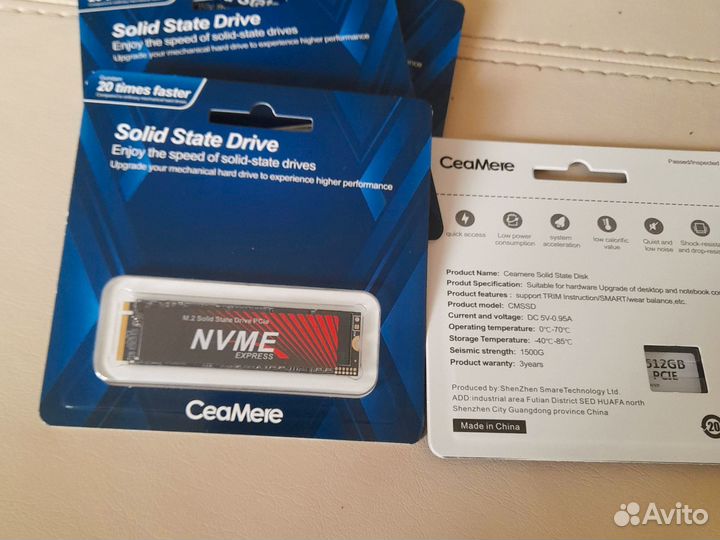 Solid State Drive
Enjoy the speed of solid-state drives
Upgrade your mechanical hard drive to experience higher performance
20 times faster
Solid State Drive
Enjoy the speed of solid-state drives
Upgrade your mechanical hard drive to experience higher performance
M.2 Solid State Drive PCIe
NVME
EXPRESS
CeaMere
CeaMere
Passed/Inspected
quick access
Low power consumption
system acceleration
low calorific value
Quiet and low noise
Shock-resista
and drop-resis
Product Name: Ceamere Solid State Disk
Produt Specification: Suitable for hardware Upgrade of desktop and notebook com
Product features : support TRIM Instruction/SMART/wear balance,etc.
Product model: CMSSD
Current and voltage: DC 5V-0.95A
Operating temperature: 0°C-70°C
Storage Temperature: -40°C-85°C
Seismic strength: 1500G
Product warranty: 3years
512GB
PCIE
Produced by:ShenZhen SmareTechnology Ltd.
ADD:industrial area Futian District SED HUAFA north
Shenzhen City Guangdong province China
Made in China
20
Avito